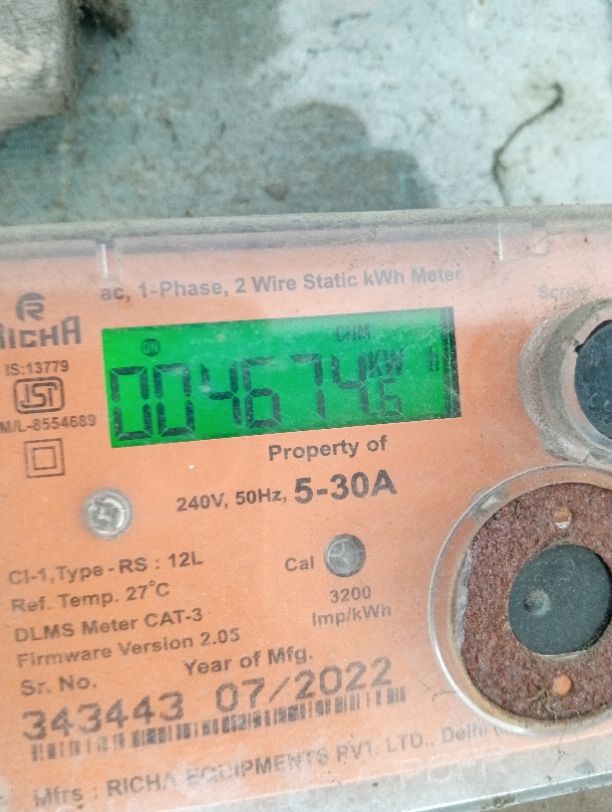 ac, 1-Phase, 2 Wire Static kWh Meter
RICHA
IS:13779
ISI
M/L-8554689
CUM
004674.6 KW h
Property of
240V, 50Hz, 5-30A
Cl-1,Type-RS : 12L
Ref. Temp. 27°C
DLMS Meter CAT-3
Firmware Version 2.05
Cal
3200
Imp/kWh
Sr. No.
Year of Mfg.
343443 07/2022
Mfrs : RICHA EQUIPMENTS PVT. LTD., Delhi